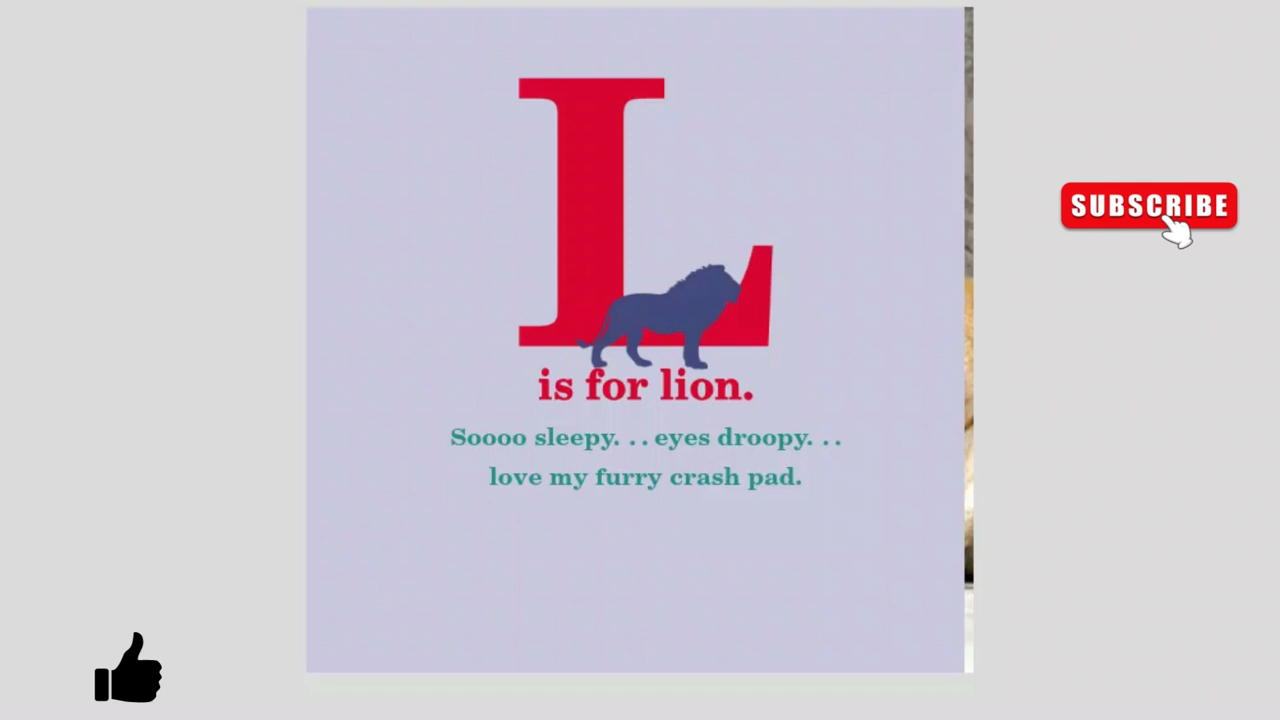 L
is for lion.
Soooo sleepy. . . eyes droopy. . .
love my furry crash pad.
SUBSCRIBE